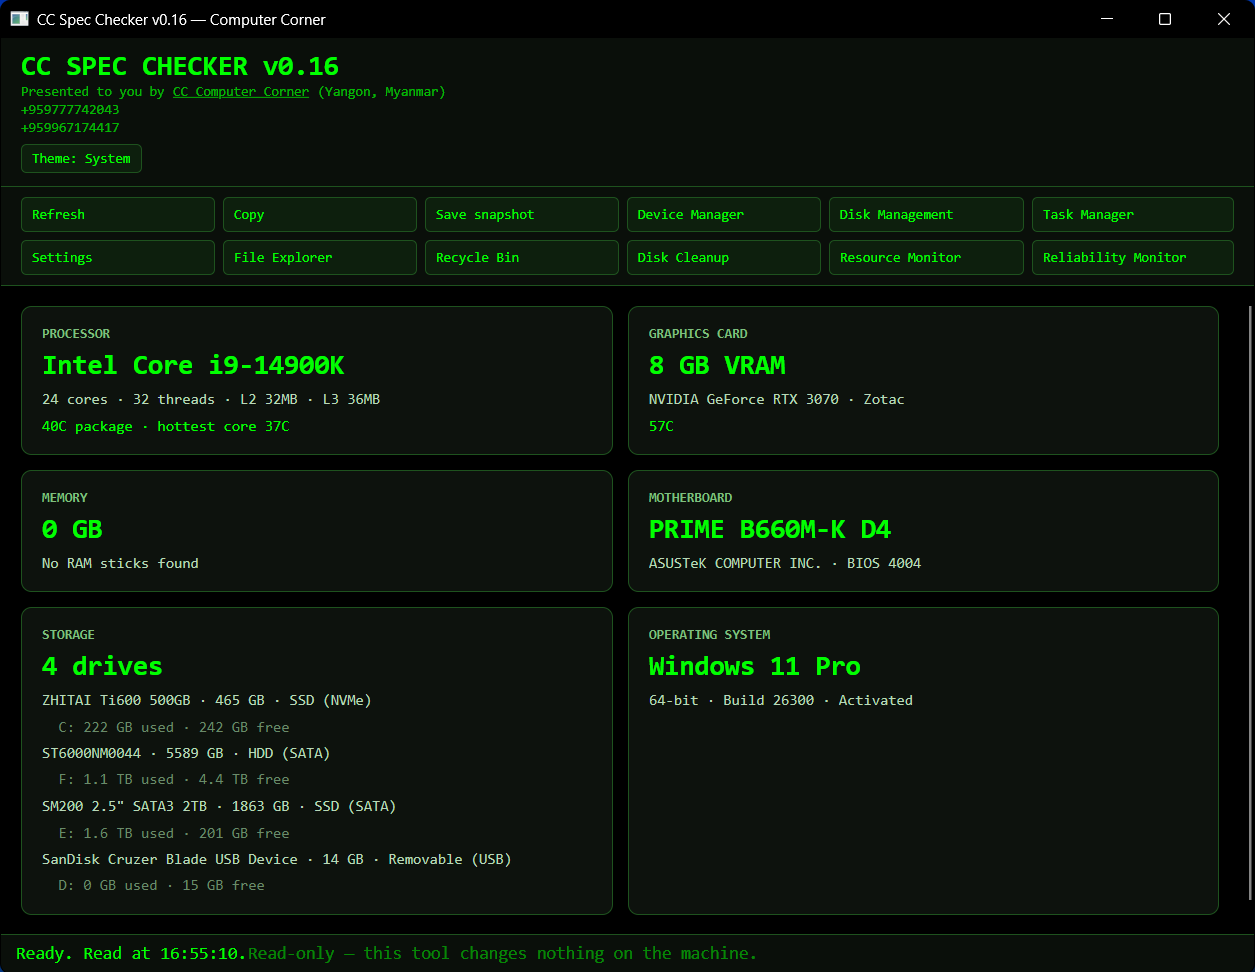 CC Spec Checker v0.16 — Computer Corner
CC SPEC CHECKER v0.16
Presented to you by CC Computer Corner (Yangon, Myanmar)
+959777742043
+959967174417
Theme: System
Refresh
Copy
Save snapshot
Device Manager
Disk Management
Task Manager
Settings
File Explorer
Recycle Bin
Disk Cleanup
Resource Monitor
Reliability Monitor
PROCESSOR
Intel Core i9-14900K
24 cores · 32 threads · L2 32MB · L3 36MB
40C package · hottest core 37C
GRAPHICS CARD
8 GB VRAM
NVIDIA GeForce RTX 3070 · Zotac
57C
MEMORY
0 GB
No RAM sticks found
MOTHERBOARD
PRIME B660M-K D4
ASUSTeK COMPUTER INC. · BIOS 4004
STORAGE
4 drives
ZHITAI Ti600 500GB · 465 GB · SSD (NVMe)
C: 222 GB used · 242 GB free
ST6000NM0044 · 5589 GB · HDD (SATA)
F: 1.1 TB used · 4.4 TB free
SM200 2.5" SATA3 2TB · 1863 GB · SSD (SATA)
E: 1.6 TB used · 201 GB free
SanDisk Cruzer Blade USB Device · 14 GB · Removable (USB)
D: 0 GB used · 15 GB free
OPERATING SYSTEM
Windows 11 Pro
64-bit · Build 26300 · Activated
Ready. Read at 16:55:10.Read-only — this tool changes nothing on the machine.